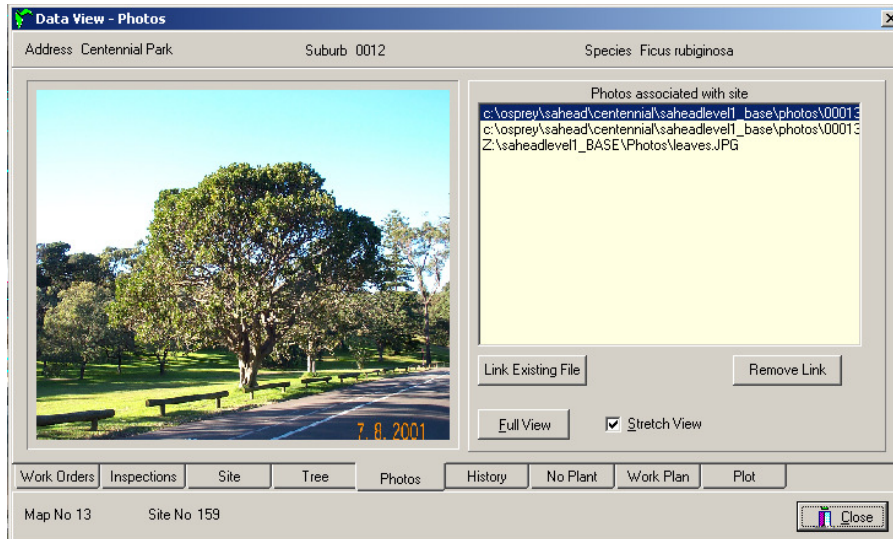 Data View - Photos
Address Centennial Park Suburb 0012 Species Ficus rubiginosa
Photos associated with site
c:\osprey\sahead\centennial\saheadlevel1_base\photos\00013
c:\osprey\sahead\centennial\saheadlevel1_base\photos\00013
Z:\saheadlevel1_BASE\Photos\leaves.JPG
Link Existing File Remove Link
Full View Stretch View
7. 8. 2001
Work Orders Inspections Site Tree Photos History No Plant Work Plan Plot
Map No 13 Site No 159 Close